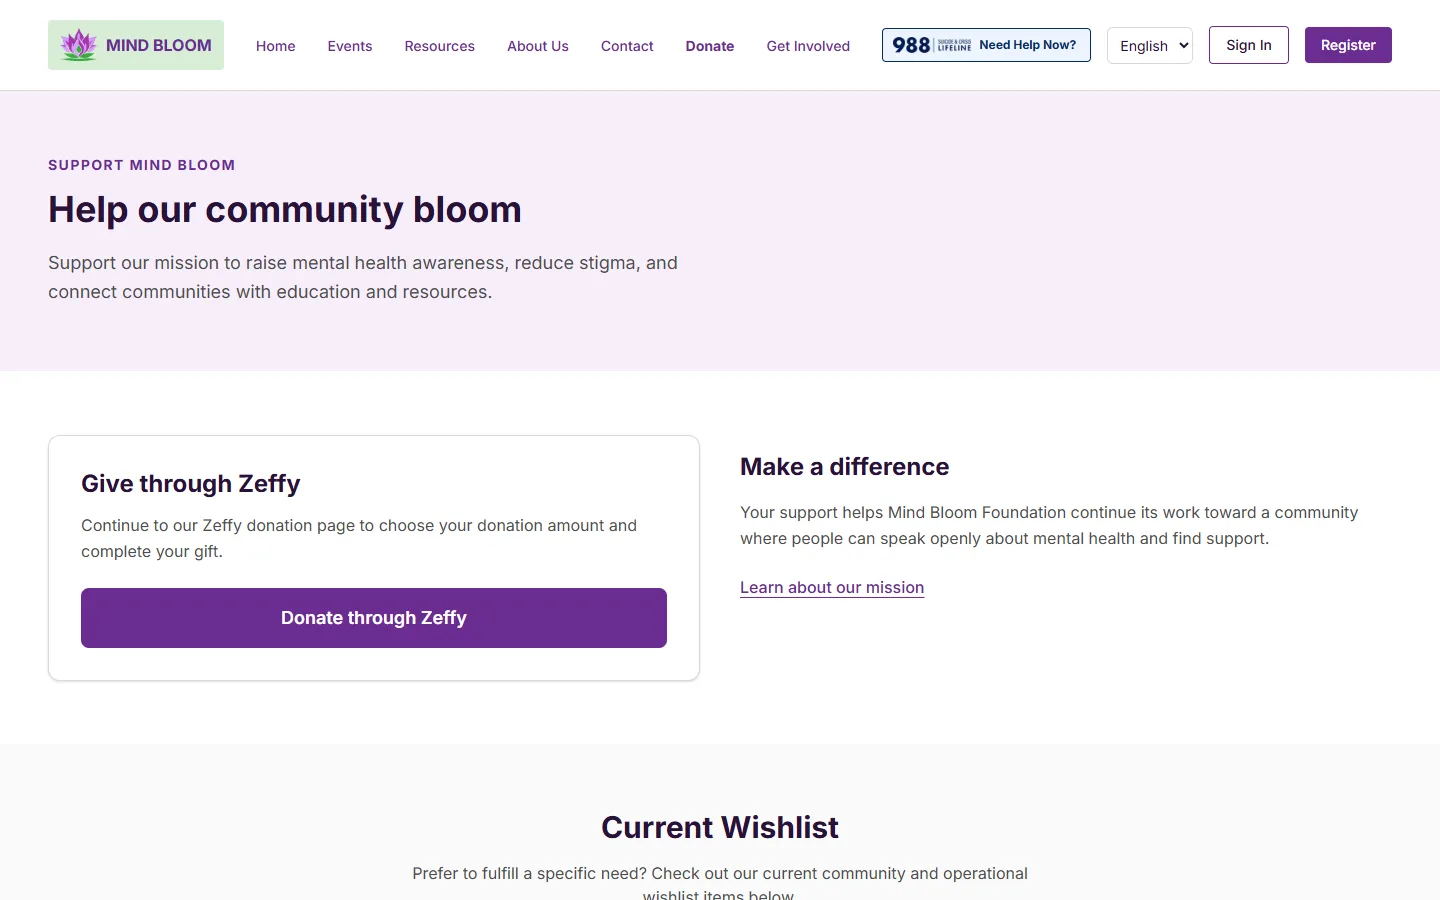 MIND BLOOM
Home
Events
Resources
About Us
Contact
Donate
Get Involved
988 SUICIDE & CRISIS LIFELINE Need Help Now?
English
Sign In
Register
SUPPORT MIND BLOOM
Help our community bloom
Support our mission to raise mental health awareness, reduce stigma, and
connect communities with education and resources.
Give through Zeffy
Continue to our Zeffy donation page to choose your donation amount and
complete your gift.
Donate through Zeffy
Make a difference
Your support helps Mind Bloom Foundation continue its work toward a community
where people can speak openly about mental health and find support.
Learn about our mission
Current Wishlist
Prefer to fulfill a specific need? Check out our current community and operational
wishlist items below.